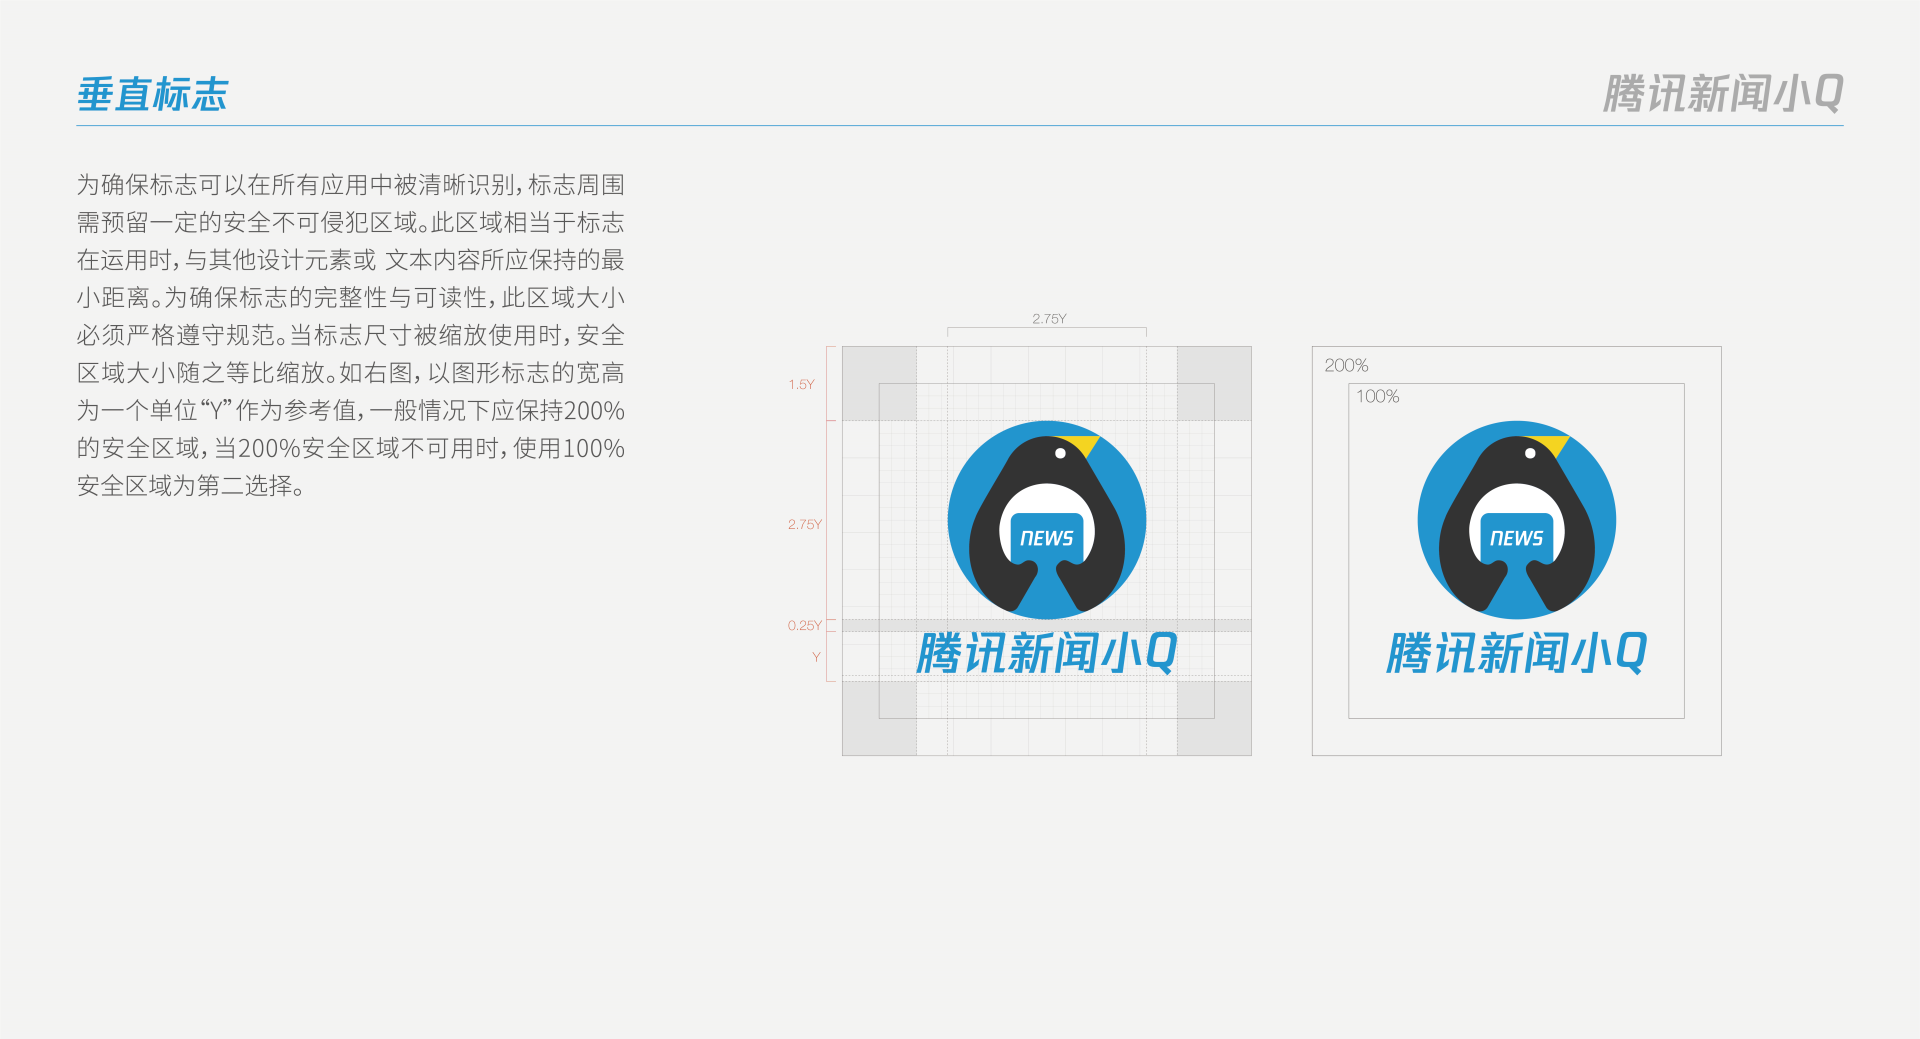 垂直标志
腾讯新闻小Q
为确保标志可以在所有应用中被清晰识别，标志周围
需预留一定的安全不可侵犯区域。此区域相当于标志
在运用时，与其他设计元素或 文本内容所应保持的最
小距离。为确保标志的完整性与可读性，此区域大小
必须严格遵守规范。当标志尺寸被缩放使用时，安全
区域大小随之等比缩放。如右图，以图形标志的宽高
为一个单位“Y”作为参考值，一般情况下应保持200%
的安全区域，当200%安全区域不可用时，使用100%
安全区域为第二选择。
2.75Y
1.5Y
2.75Y
0.25Y
Y
NEWS
腾讯新闻小Q
200%
100%
NEWS
腾讯新闻小Q